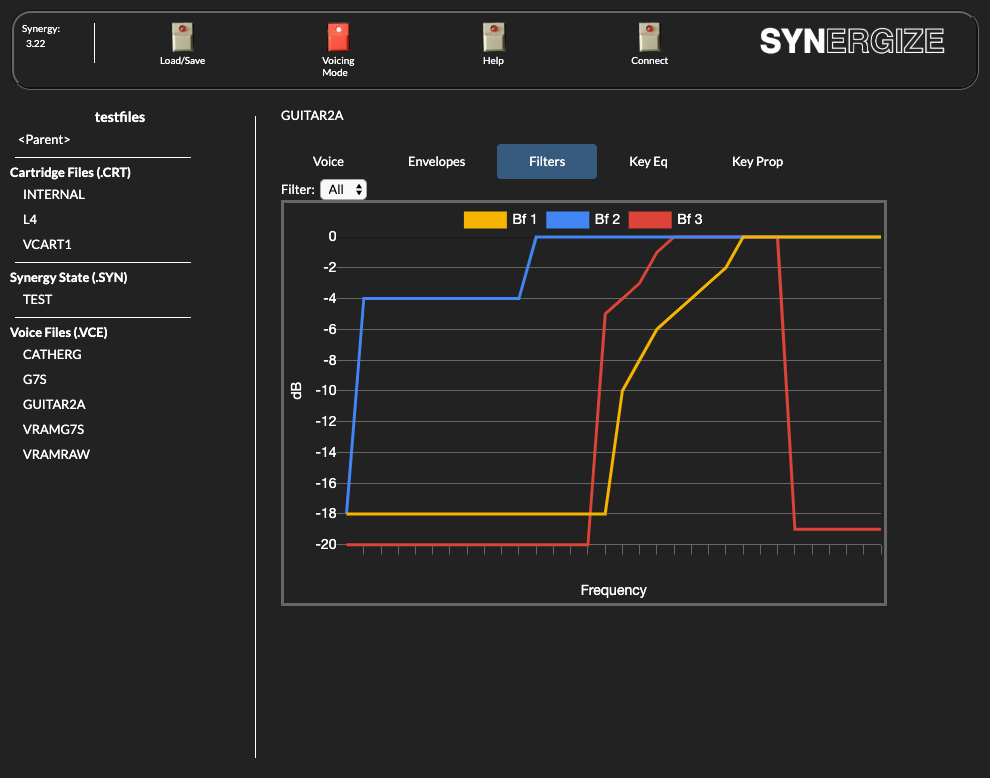 Synergy:
3.22
Load/Save
Voicing
Mode
Help
Connect
SYNERGIZE
testfiles
<Parent>
Cartridge Files (.CRT)
INTERNAL
L4
VCART1
Synergy State (.SYN)
TEST
Voice Files (.VCE)
CATHERG
G7S
GUITAR2A
VRAMG7S
VRAMRAW
GUITAR2A
Voice Envelopes Filters Key Eq Key Prop
Filter: All
Bf 1 Bf 2 Bf 3
0
-2
-4
-6
-8
-10
-12
-14
-16
-18
-20
dB
Frequency